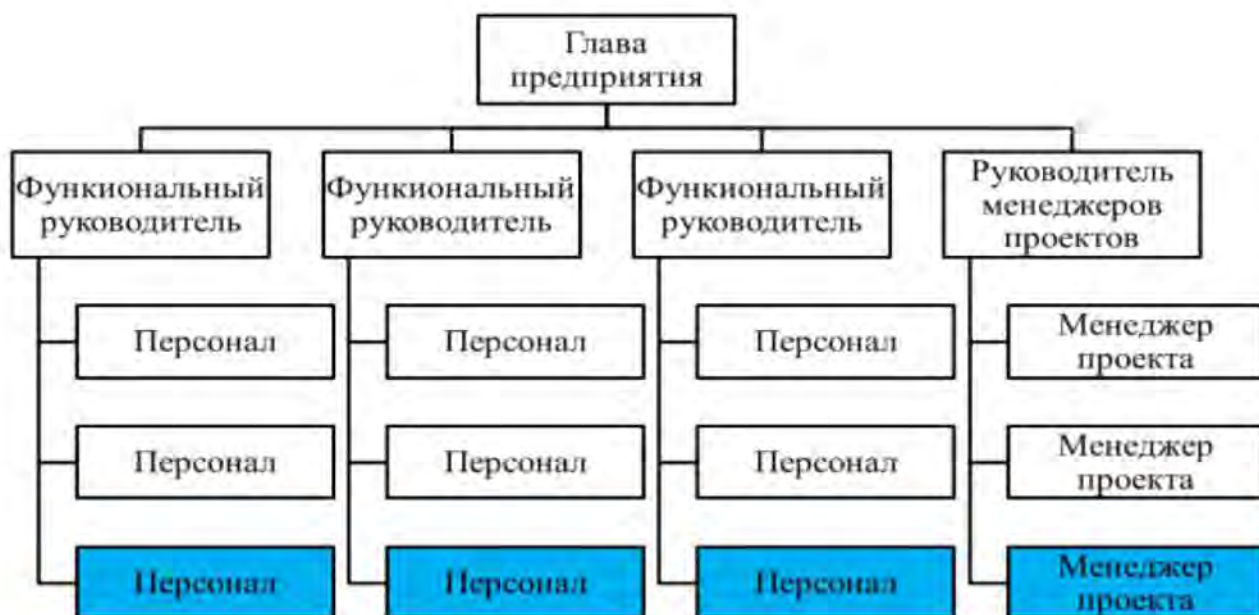 Глава
предприятия
Функиональный
руководитель
Функиональный
руководитель
Функиональный
руководитель
Руководитель
менеджеров
проектов
Персонал
Персонал
Персонал
Менеджер
проекта
Персонал
Персонал
Персонал
Менеджер
проекта
Персонал
Персонал
Персонал
Менеджер
проекта